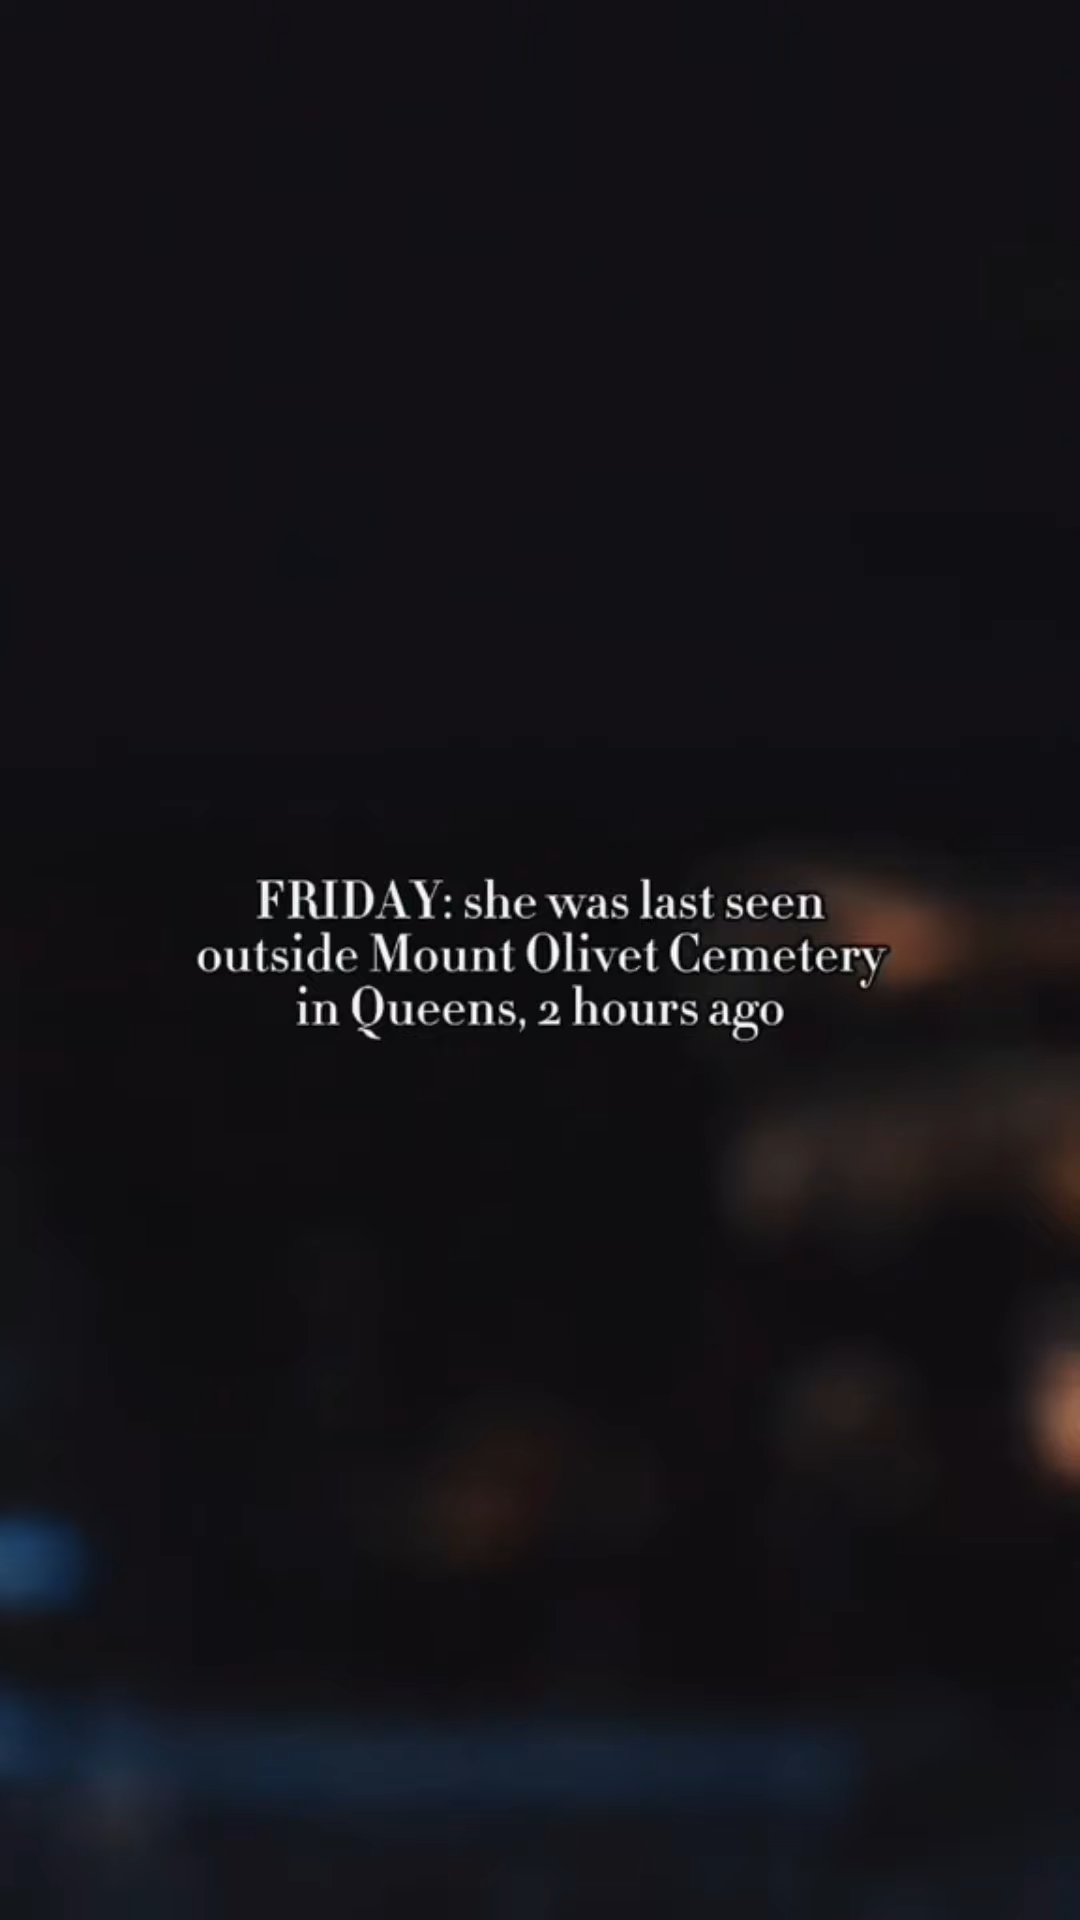 FRIDAY: she was last seen
outside Mount Olivet Cemetery
in Queens, 2 hours ago